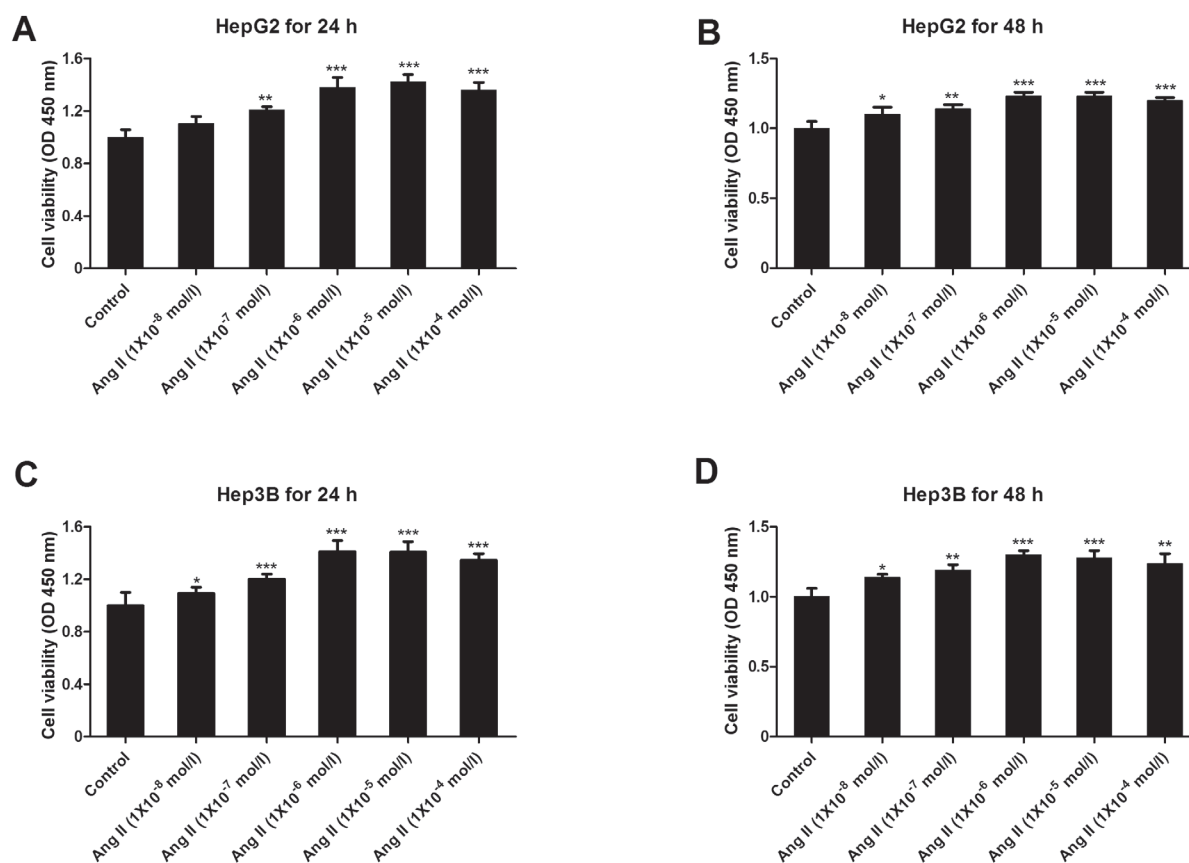 A
HepG2 for 24 h
Cell viability (OD 450 nm)
1.6
1.2
0.8
0.4
0
**
***
***
***
Control
Ang II (1X10⁻⁸ mol/l)
Ang II (1X10⁻⁷ mol/l)
Ang II (1X10⁻⁶ mol/l)
Ang II (1X10⁻⁵ mol/l)
Ang II (1X10⁻⁴ mol/l)
B
HepG2 for 48 h
Cell viability (OD 450 nm)
1.5
1.0
0.5
0
*
**
***
***
***
Control
Ang II (1X10⁻⁸ mol/l)
Ang II (1X10⁻⁷ mol/l)
Ang II (1X10⁻⁶ mol/l)
Ang II (1X10⁻⁵ mol/l)
Ang II (1X10⁻⁴ mol/l)
C
Hep3B for 24 h
Cell viability (OD 450 nm)
1.6
1.2
0.8
0.4
0
*
***
***
***
***
Control
Ang II (1X10⁻⁸ mol/l)
Ang II (1X10⁻⁷ mol/l)
Ang II (1X10⁻⁶ mol/l)
Ang II (1X10⁻⁵ mol/l)
Ang II (1X10⁻⁴ mol/l)
D
Hep3B for 48 h
Cell viability (OD 450 nm)
1.5
1.0
0.5
0
*
**
***
***
**
Control
Ang II (1X10⁻⁸ mol/l)
Ang II (1X10⁻⁷ mol/l)
Ang II (1X10⁻⁶ mol/l)
Ang II (1X10⁻⁵ mol/l)
Ang II (1X10⁻⁴ mol/l)